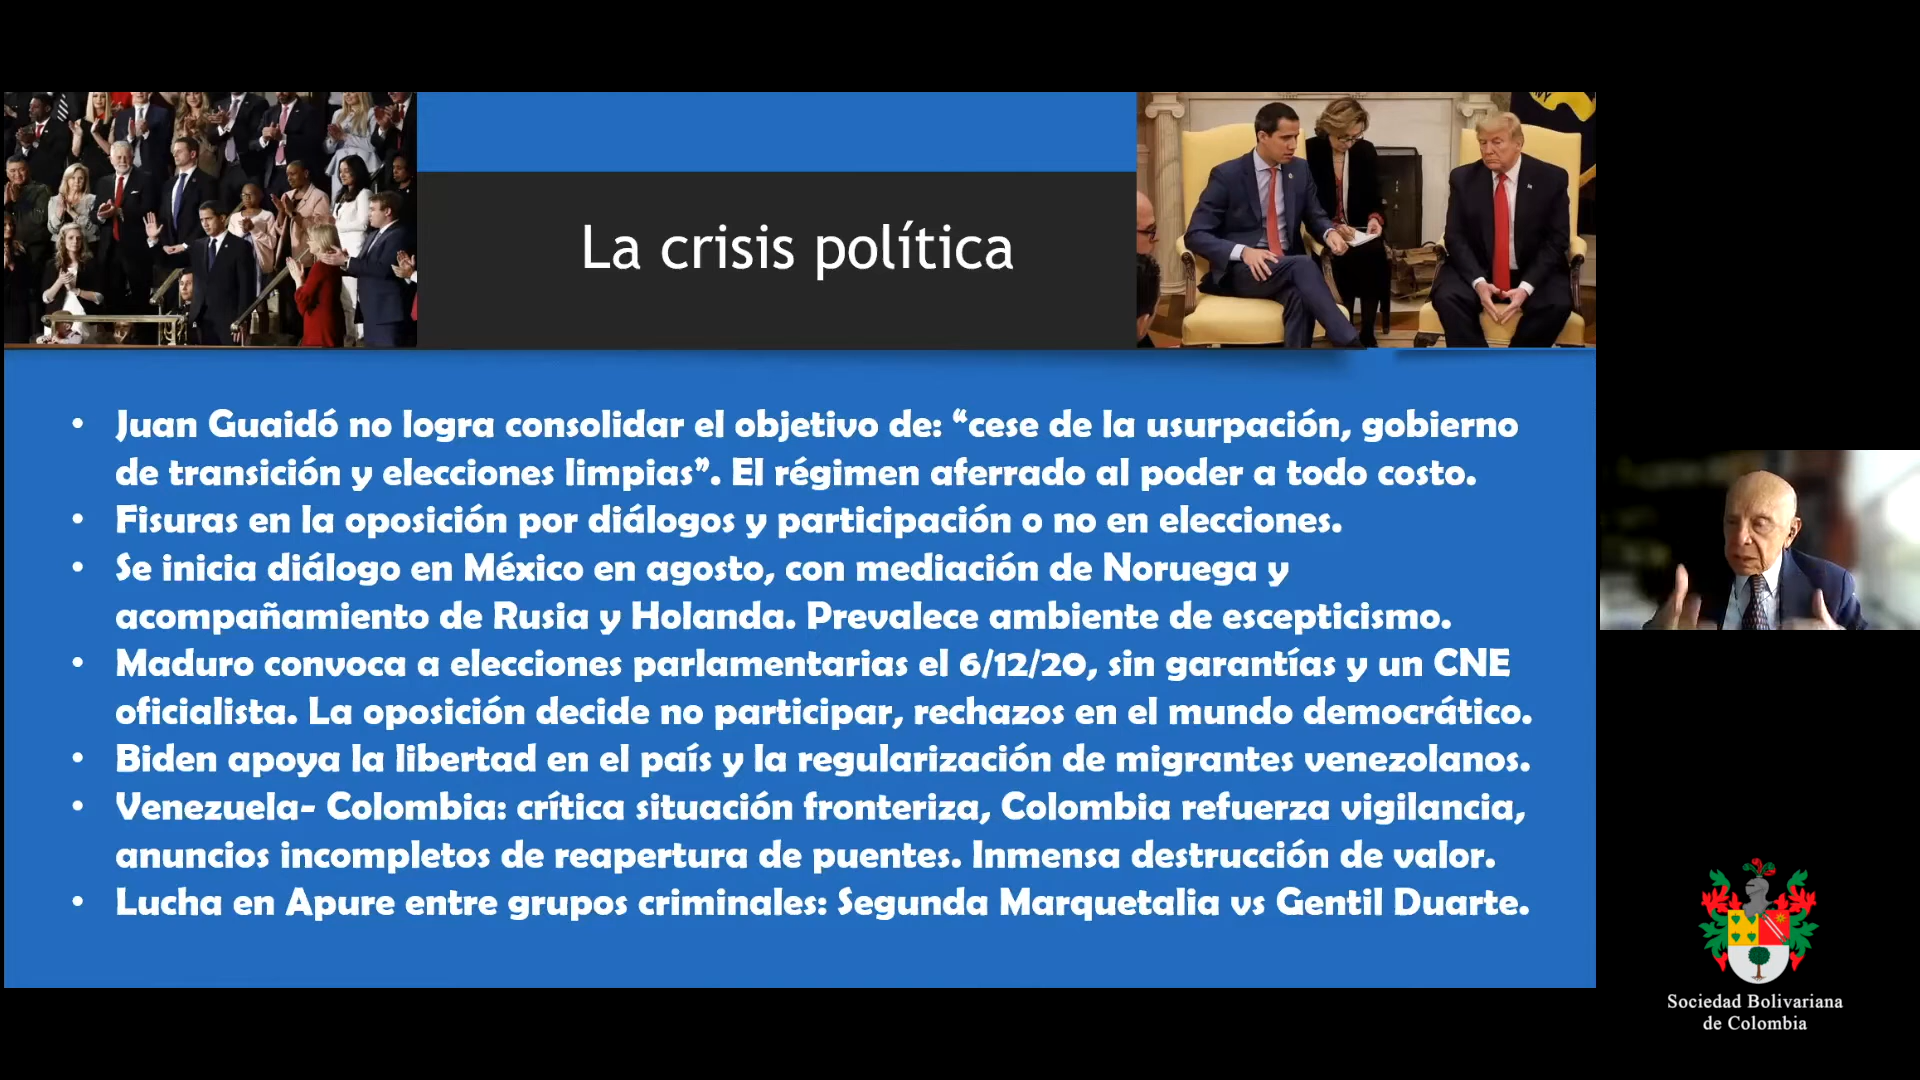 La crisis política
• Juan Guaidó no logra consolidar el objetivo de: “cese de la usurpación, gobierno
de transición y elecciones limpias”. El régimen aferrado al poder a todo costo.
• Fisuras en la oposición por diálogos y participación o no en elecciones.
• Se inicia diálogo en México en agosto, con mediación de Noruega y
acompañamiento de Rusia y Holanda. Prevalece ambiente de escepticismo.
• Maduro convoca a elecciones parlamentarias el 6/12/20, sin garantías y un CNE
oficialista. La oposición decide no participar, rechazos en el mundo democrático.
• Biden apoya la libertad en el país y la regularización de migrantes venezolanos.
• Venezuela- Colombia: crítica situación fronteriza, Colombia refuerza vigilancia,
anuncios incompletos de reapertura de puentes. Inmensa destrucción de valor.
• Lucha en Apure entre grupos criminales: Segunda Marquetalia vs Gentil Duarte.
Sociedad Bolivariana
de Colombia